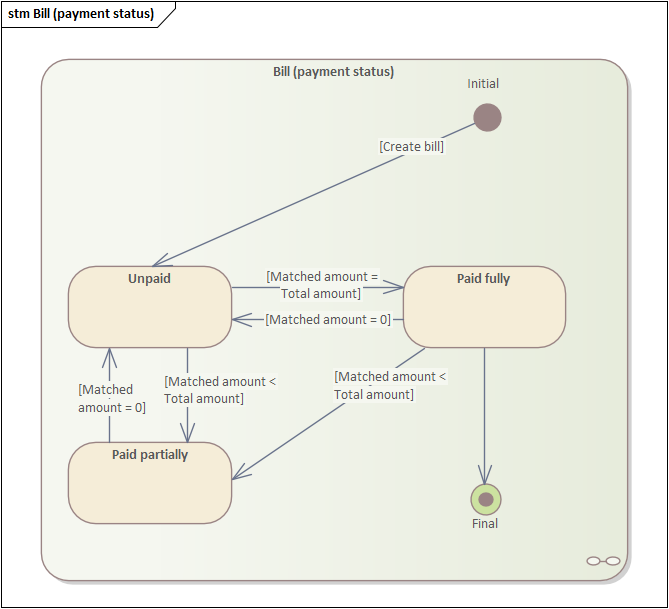 stm Bill (payment status)
Bill (payment status)
Initial
[Create bill]
Unpaid
[Matched amount =
Total amount]
Paid fully
[Matched amount = 0]
[Matched
amount = 0]
[Matched amount <
Total amount]
[Matched amount <
Total amount]
Paid partially
Final